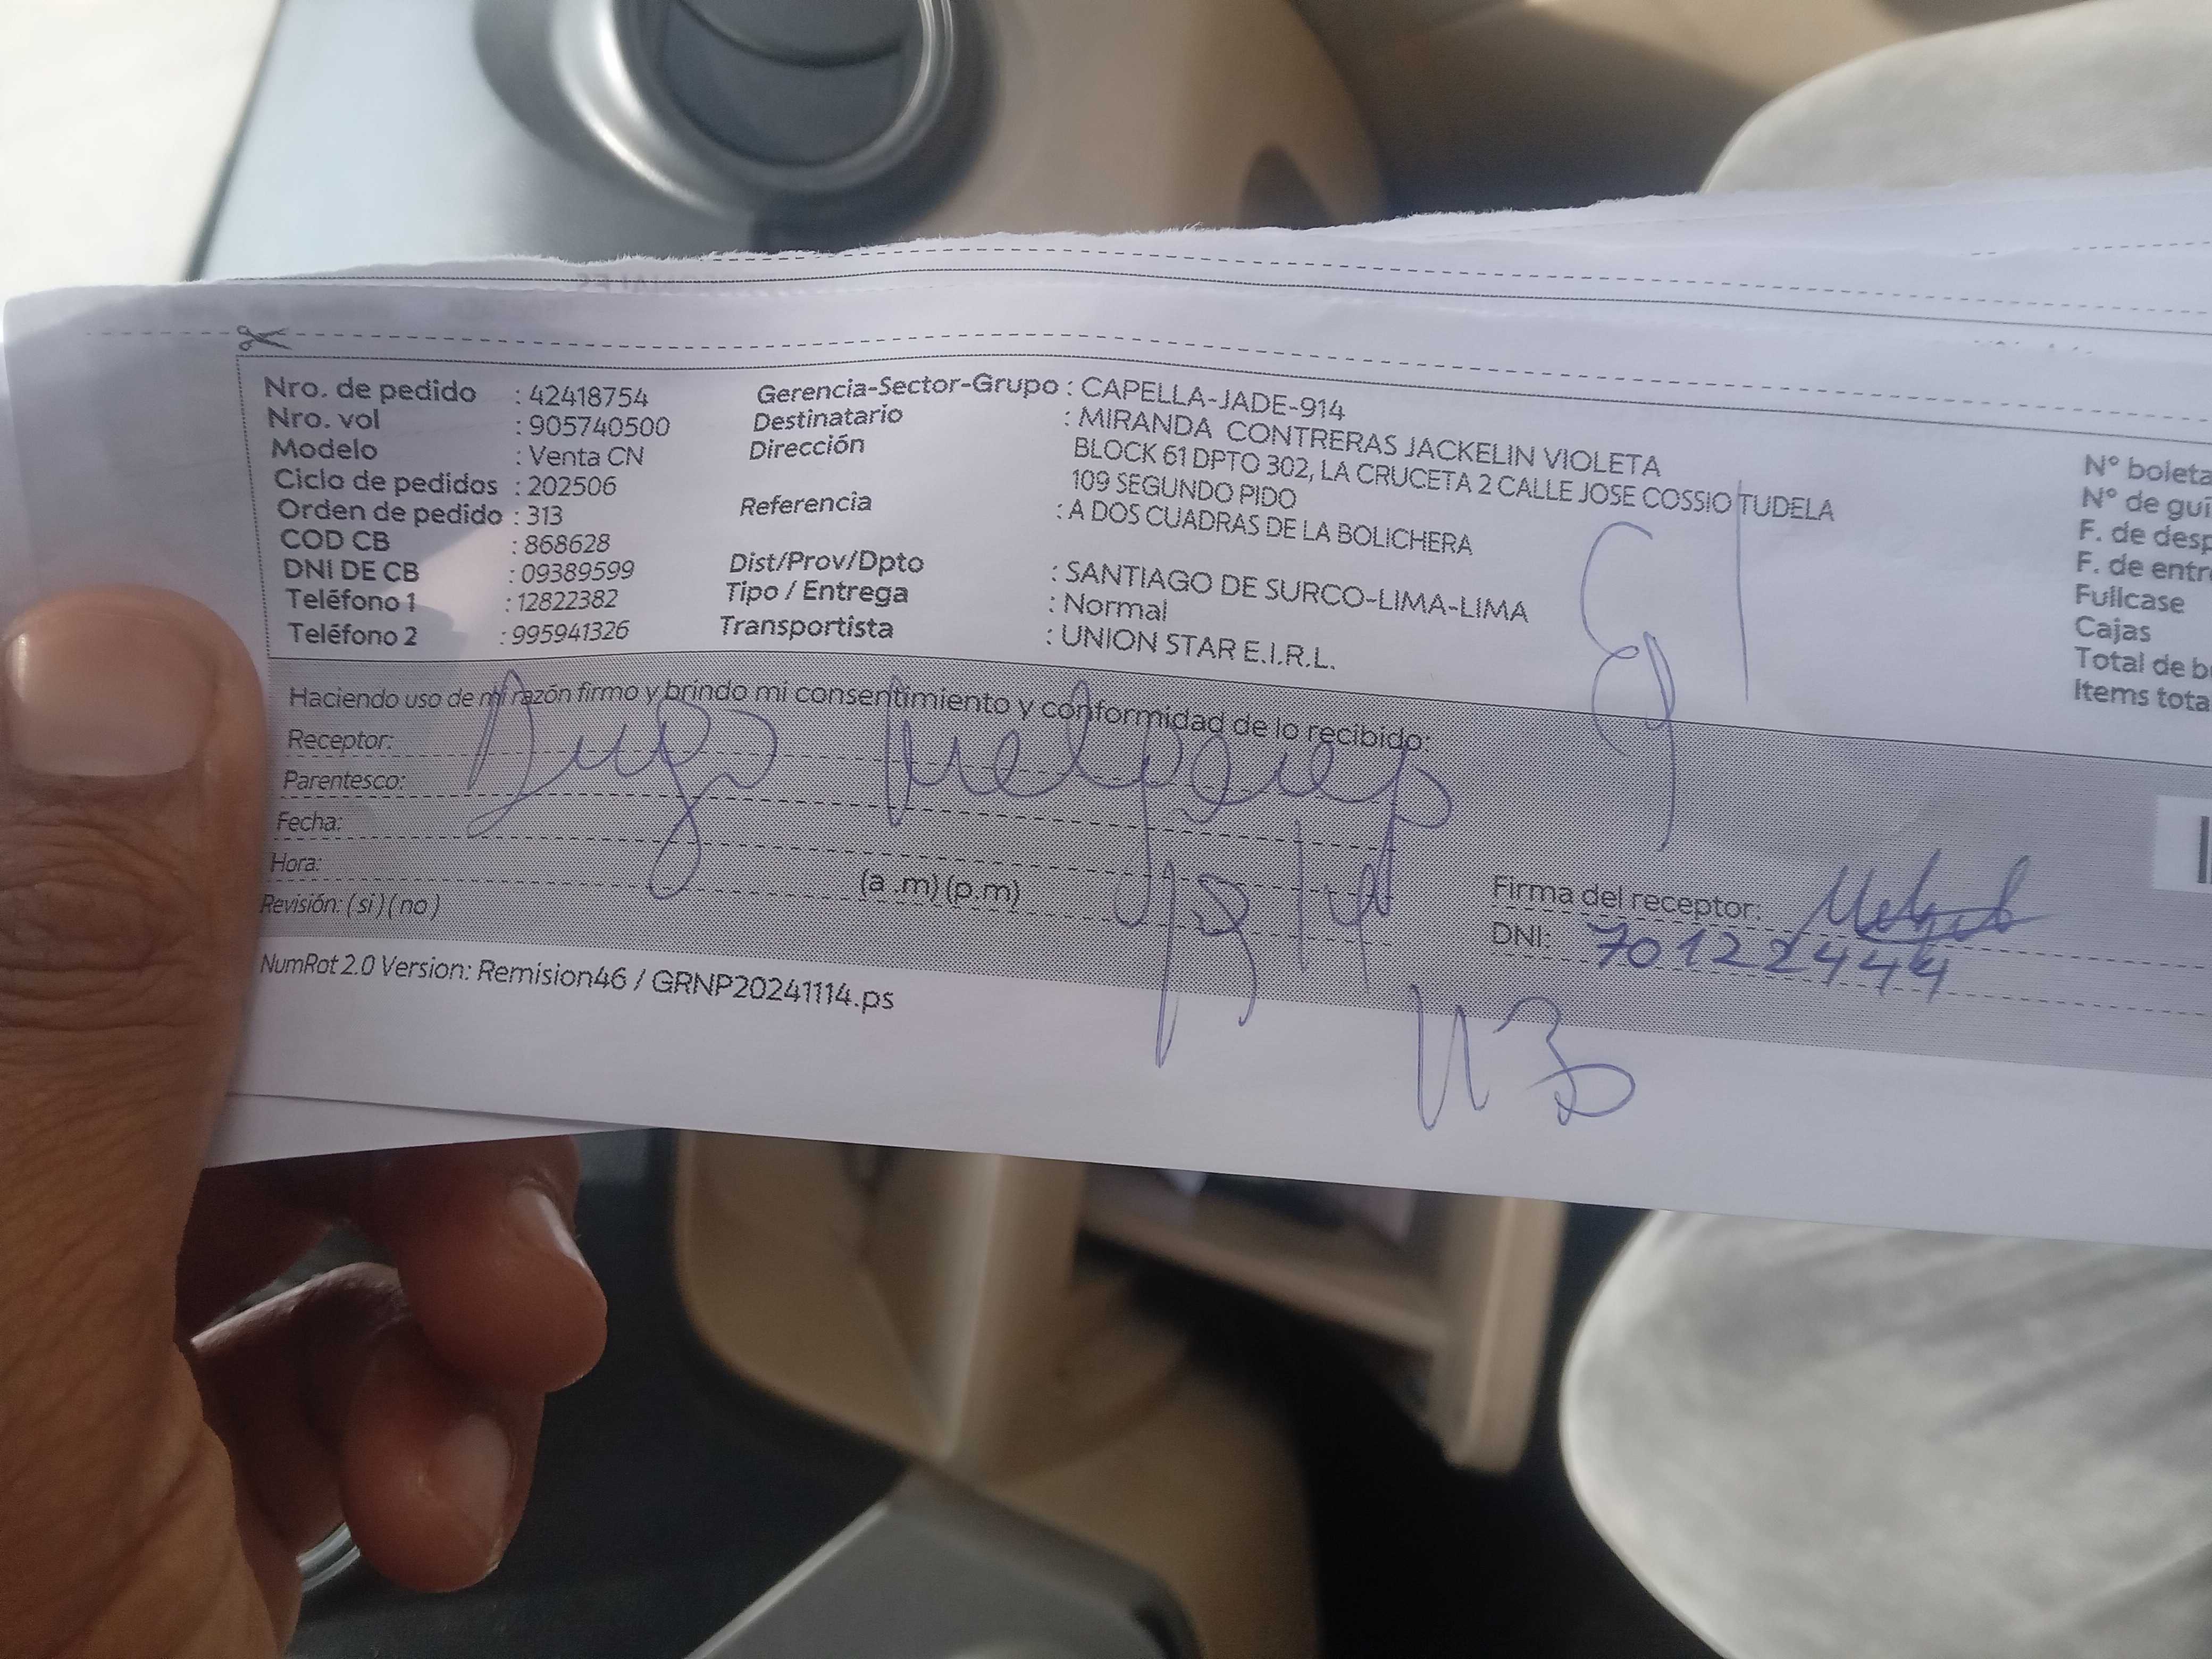 Nro. de pedido : 42418754
Nro. vol : 905740500
Modelo : Venta CN
Ciclo de pedidos : 202506
Orden de pedido : 313
COD CB : 868628
DNI DE CB : 09389599
Teléfono 1 : 12822382
Teléfono 2 : 995941326
Gerencia-Sector-Grupo : CAPELLA-JADE-914
Destinatario : MIRANDA CONTRERAS JACKELIN VIOLETA
Dirección BLOCK 61 DPTO 302, LA CRUCETA 2 CALLE JOSE COSSIO TUDELA
109 SEGUNDO PIDO
Referencia : A DOS CUADRAS DE LA BOLICHERA
Dist/Prov/Dpto : SANTIAGO DE SURCO-LIMA-LIMA
Tipo / Entrega : Normal
Transportista : UNION STAR E.I.R.L.
Nº boleta
Nº de guí
F. de desp
F. de entre
Fullcase
Cajas
Total de b
Items tota
Haciendo uso de mi razón firmo y brindo mi consentimiento y conformidad de lo recibido:
Receptor:
Parentesco:
Fecha:
Hora: (a .m) (p.m)
Revisión: ( si ) ( no )
Firma del receptor:
DNI: 70122444
NumRot 2.0 Version: Remision46 / GRNP20241114.ps